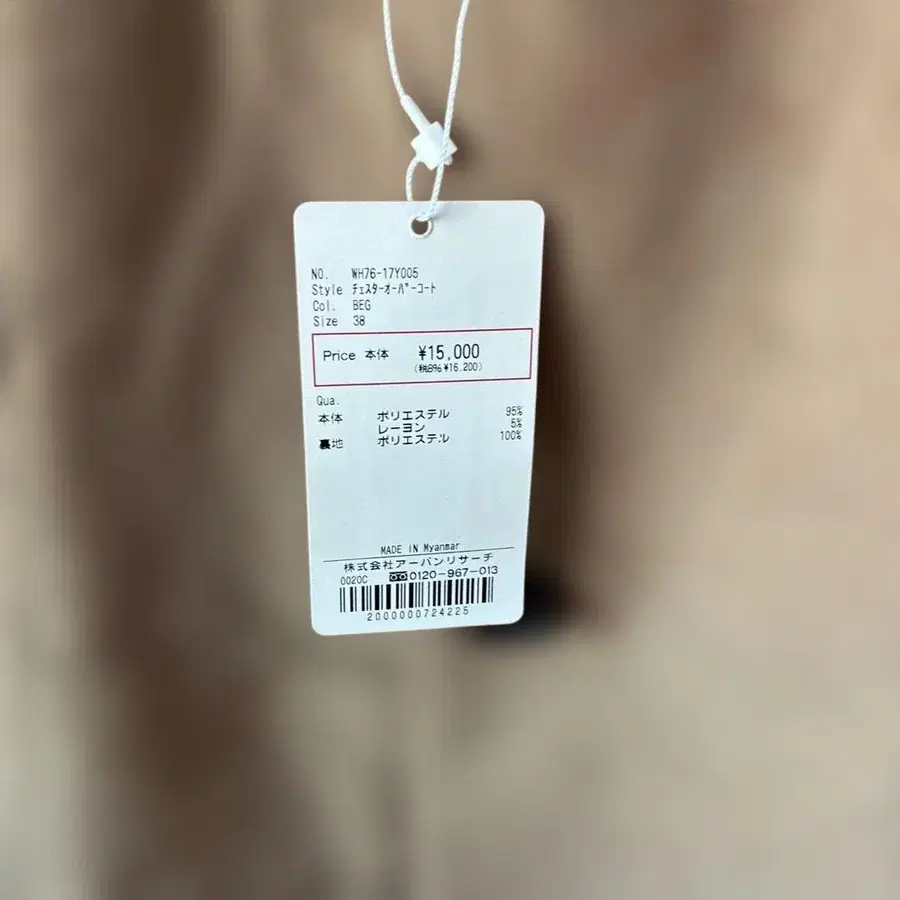 NO. WH76-17Y005
Style ﾁｪｽﾀｰｵｰﾊﾞｰｺｰﾄ
Col. BEG
Size 38
Price 本体 ¥15,000
(税8% ¥16,200)
Qua.
本体 ポリエステル 95%
レーヨン 5%
裏地 ポリエステル 100%
MADE IN Myanmar
株式会社アーバンリサーチ
0020C 0120-967-013
2000000724225